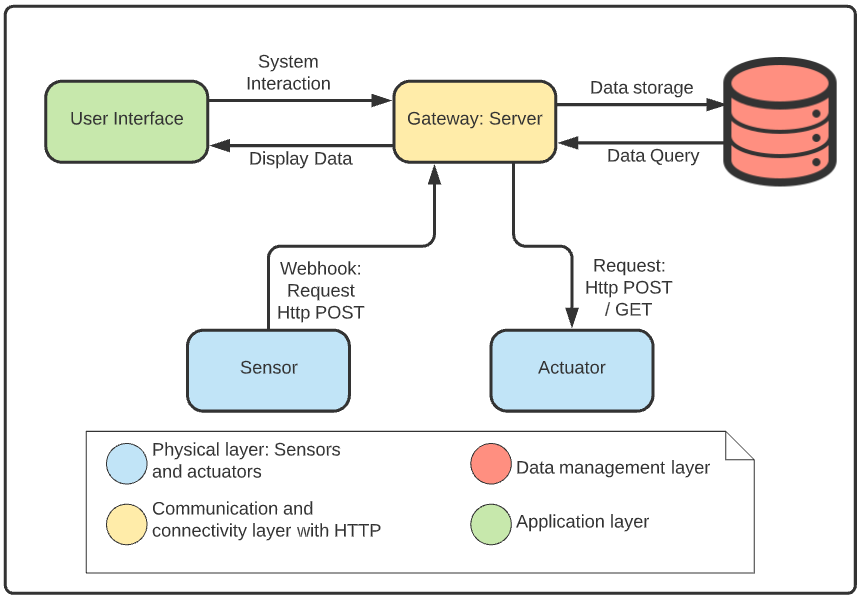 System
Interaction
Data storage
User Interface
Gateway: Server
Display Data
Data Query
Webhook:
Request
Http POST
Request:
Http POST
/ GET
Sensor
Actuator
Physical layer: Sensors
and actuators
Data management layer
Communication and
connectivity layer with HTTP
Application layer